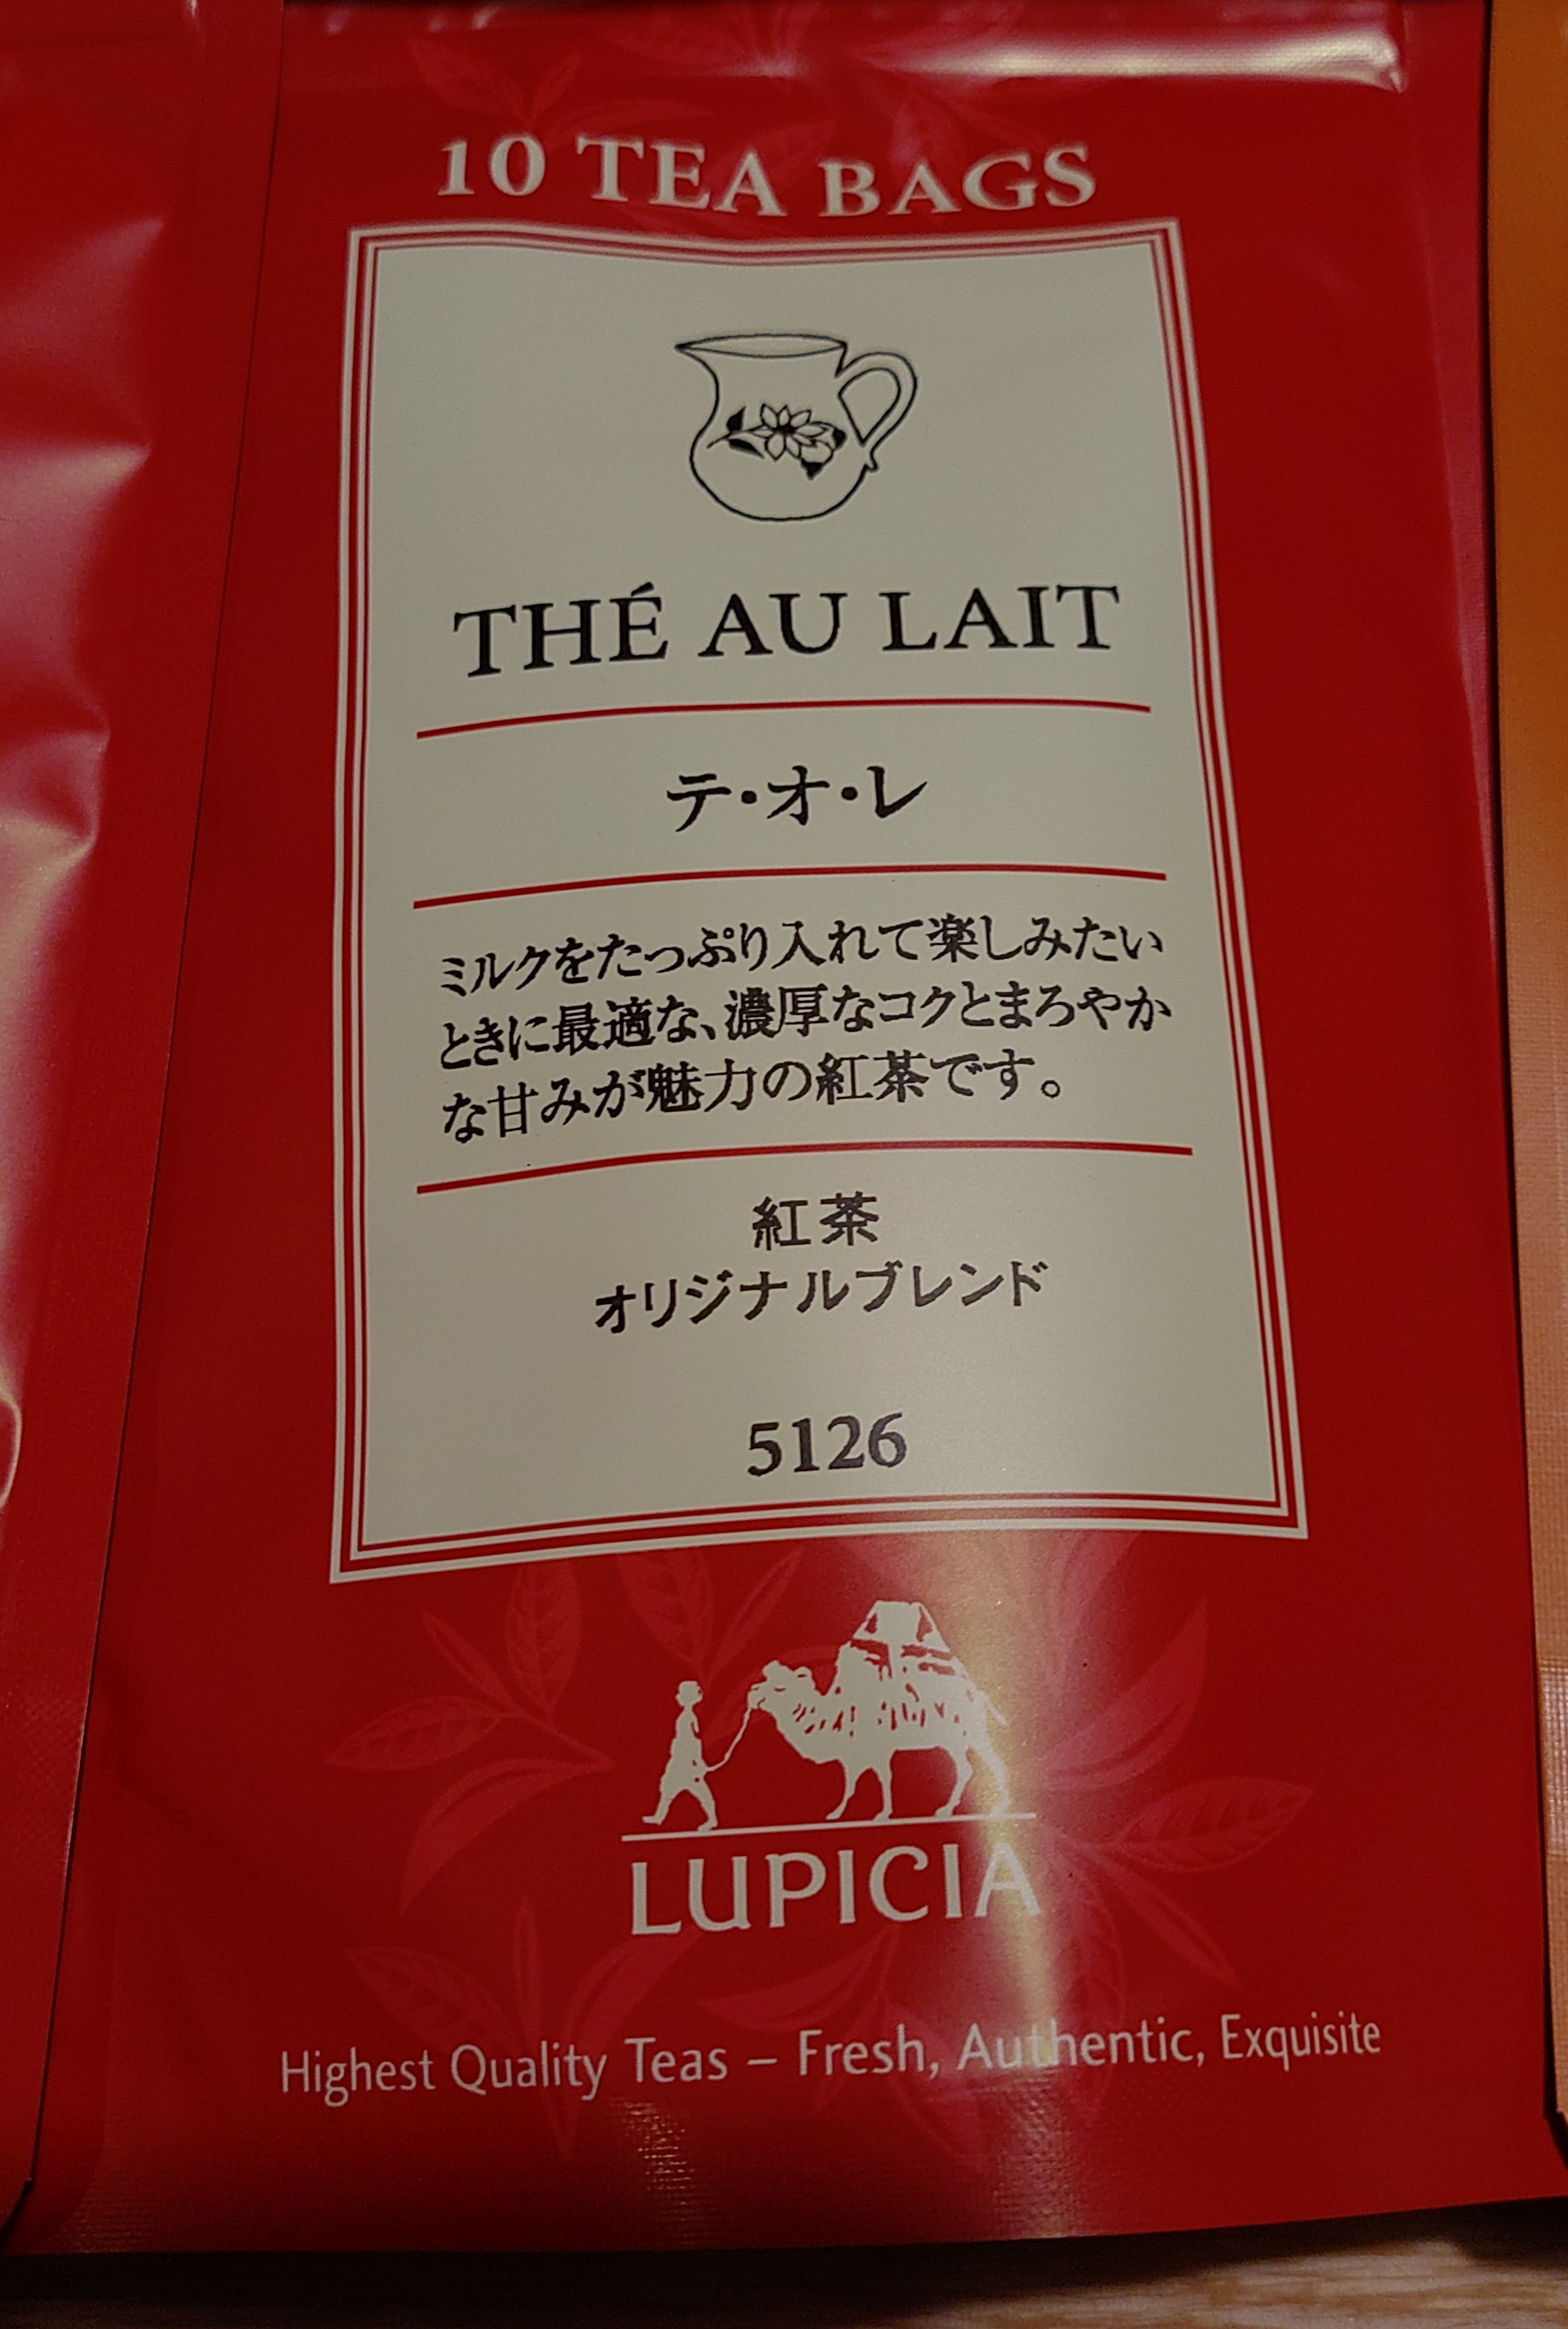 10 TEA BAGS
THÉ AU LAIT
テ・オ・レ
ミルクをたっぷり入れて楽しみたい
ときに最適な、濃厚なコクとまろやか
な甘みが魅力の紅茶です。
紅茶
オリジナルブレンド
5126
LUPICIA
Highest Quality Teas – Fresh, Authentic, Exquisite